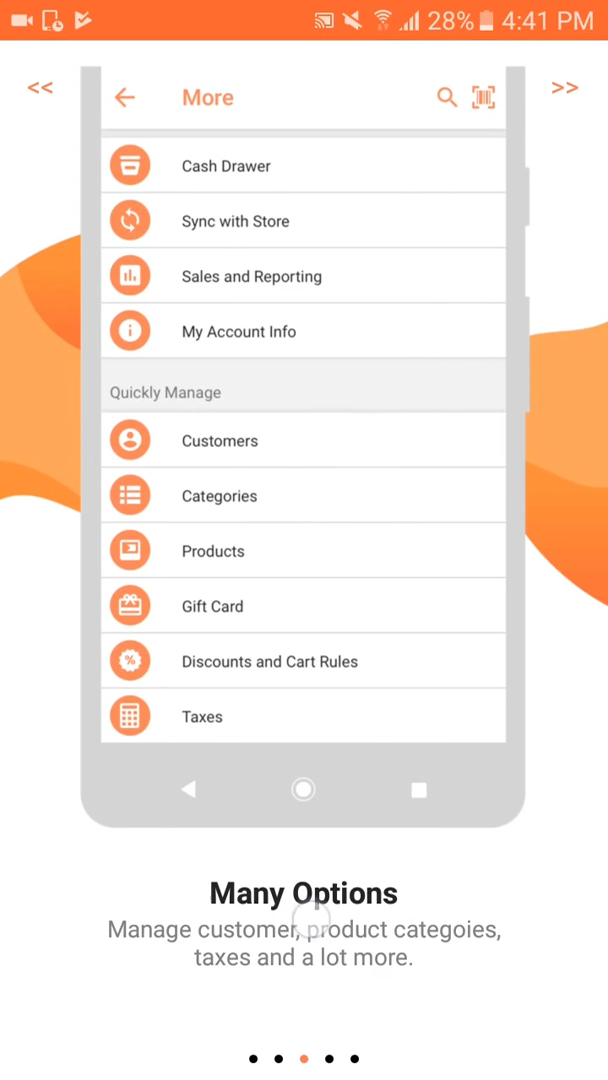 28% 4:41 PM
<< >>
More
Cash Drawer
Sync with Store
Sales and Reporting
My Account Info
Quickly Manage
Customers
Categories
Products
Gift Card
Discounts and Cart Rules
Taxes
Many Options
Manage customer, product categoies,
taxes and a lot more.